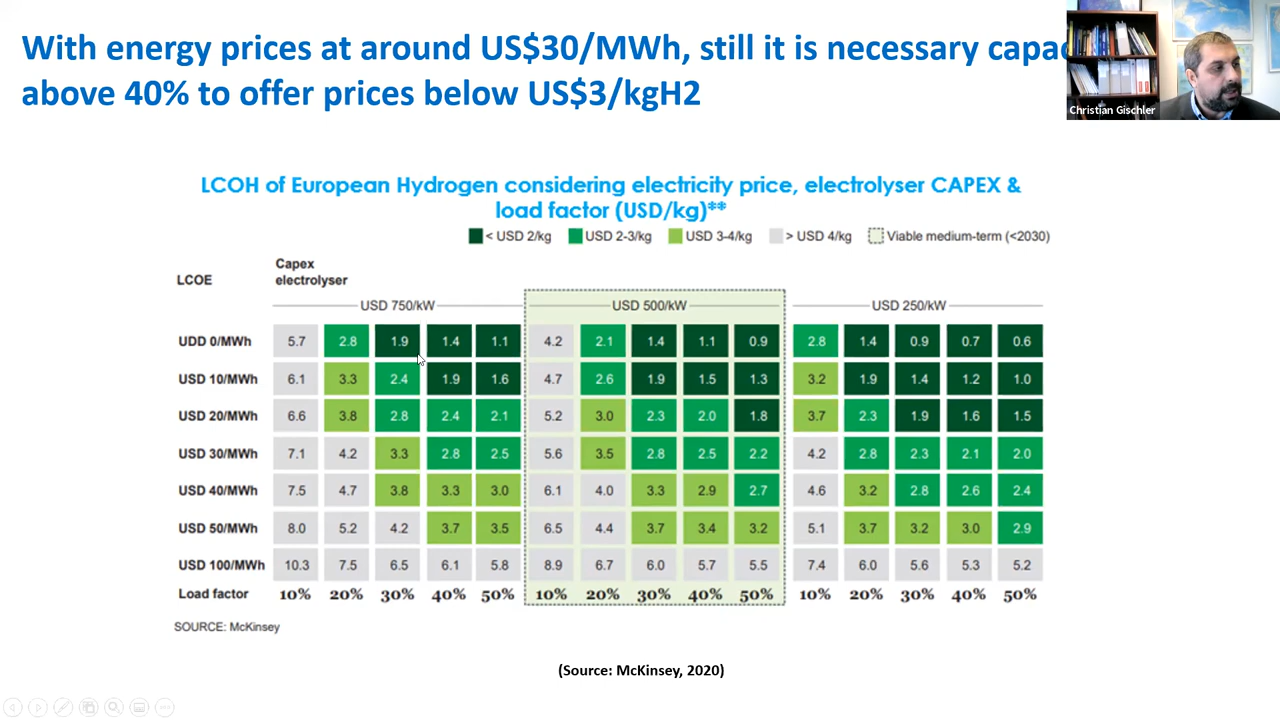 With energy prices at around US$30/MWh, still it is necessary
above 40% to offer prices below US$3/kgH2
Christian Gischler
LCOH of European Hydrogen considering electricity price, electrolyser CAPEX &
load factor (USD/kg)**
< USD 2/kg USD 2-3/kg USD 3-4/kg > USD 4/kg Viable medium-term (<2030)
LCOE
Capex
electrolyser
USD 750/kW USD 500/kW USD 250/kW
UDD 0/MWh 5.7 2.8 1.9 1.4 1.1 4.2 2.1 1.4 1.1 0.9 2.8 1.4 0.9 0.7 0.6
USD 10/MWh 6.1 3.3 2.4 1.9 1.6 4.7 2.6 1.9 1.5 1.3 3.2 1.9 1.4 1.2 1.0
USD 20/MWh 6.6 3.8 2.8 2.4 2.1 5.2 3.0 2.3 2.0 1.8 3.7 2.3 1.9 1.6 1.5
USD 30/MWh 7.1 4.2 3.3 2.8 2.5 5.6 3.5 2.8 2.5 2.2 4.2 2.8 2.3 2.1 2.0
USD 40/MWh 7.5 4.7 3.8 3.3 3.0 6.1 4.0 3.3 2.9 2.7 4.6 3.2 2.8 2.6 2.4
USD 50/MWh 8.0 5.2 4.2 3.7 3.5 6.5 4.4 3.7 3.4 3.2 5.1 3.7 3.2 3.0 2.9
USD 100/MWh 10.3 7.5 6.5 6.1 5.8 8.9 6.7 6.0 5.7 5.5 7.4 6.0 5.6 5.3 5.2
Load factor 10% 20% 30% 40% 50% 10% 20% 30% 40% 50% 10% 20% 30% 40% 50%
SOURCE: McKinsey
(Source: McKinsey, 2020)